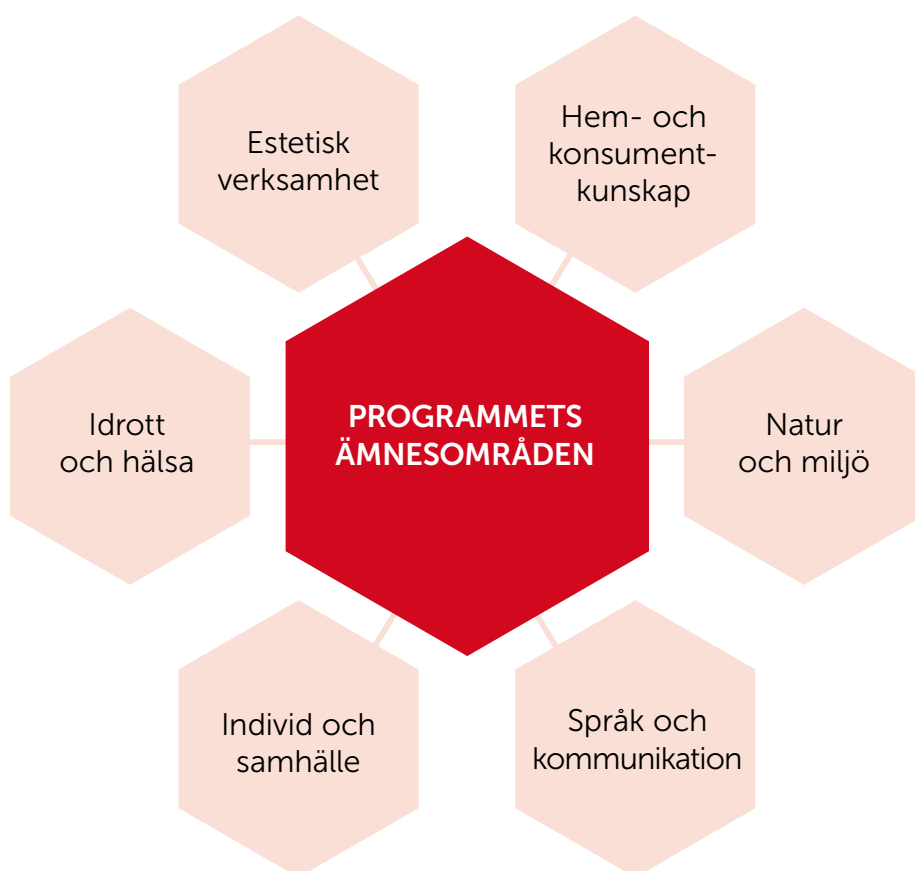 Estetisk
verksamhet
Hem- och
konsument-
kunskap
Idrott
och hälsa
PROGRAMMETS
ÄMNESOMRÅDEN
Natur
och miljö
Individ och
samhälle
Språk och
kommunikation